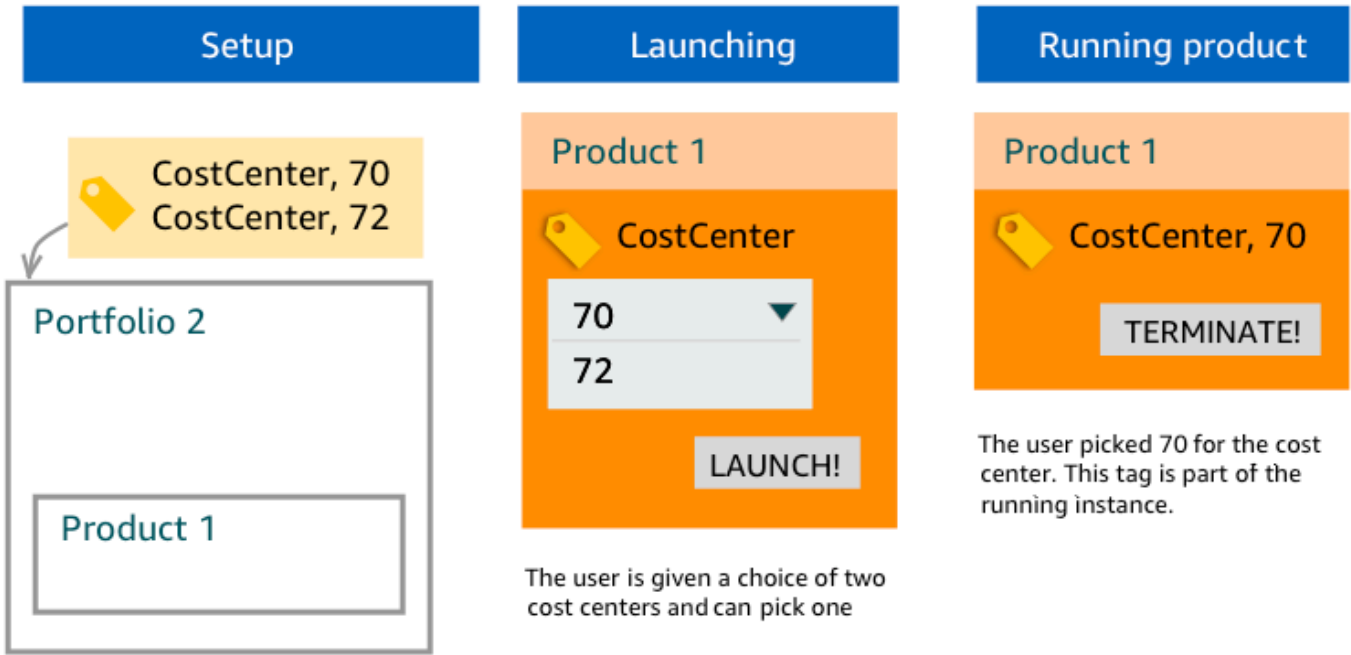 Setup
CostCenter, 70
CostCenter, 72
Portfolio 2
Product 1
Launching
Product 1
CostCenter
70
72
LAUNCH!
The user is given a choice of two
cost centers and can pick one
Running product
Product 1
CostCenter, 70
TERMINATE!
The user picked 70 for the cost
center. This tag is part of the
running instance.